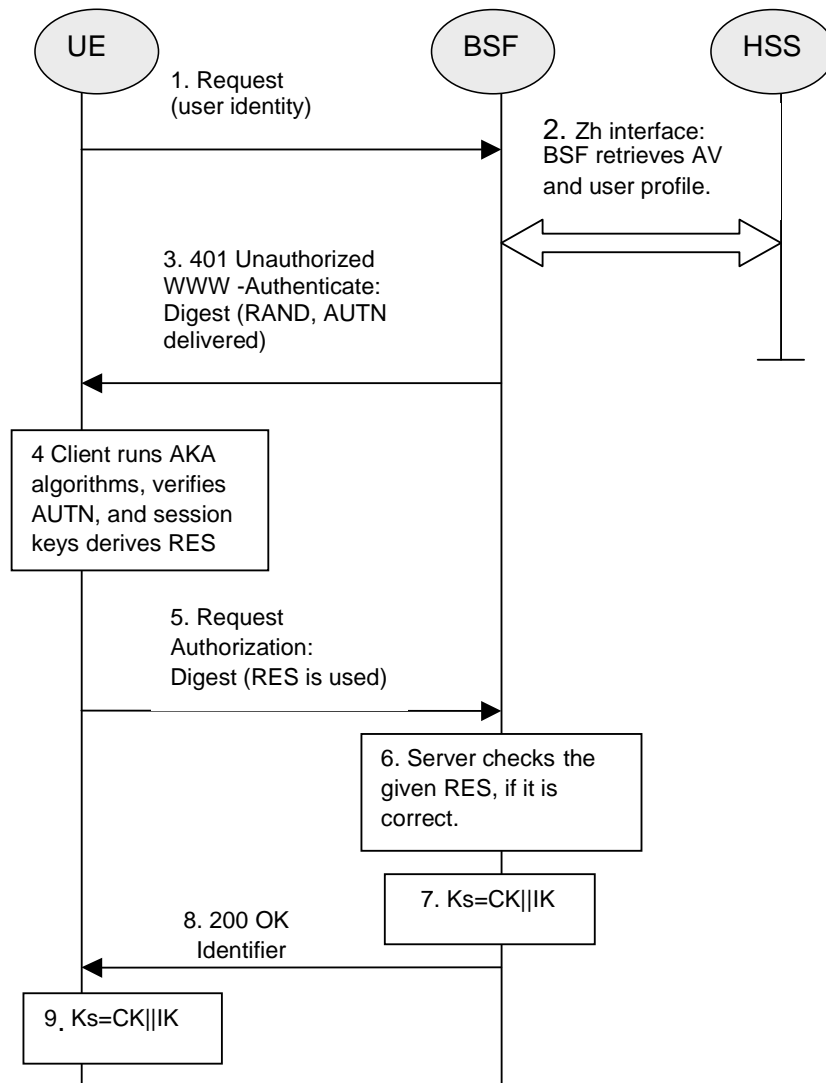 UE
BSF
HSS
1. Request
(user identity)
2. Zh interface:
BSF retrieves AV
and user profile.
3. 401 Unauthorized
WWW -Authenticate:
Digest (RAND, AUTN
delivered)
4 Client runs AKA
algorithms, verifies
AUTN, and session
keys derives RES
5. Request
Authorization:
Digest (RES is used)
6. Server checks the
given RES, if it is
correct.
7. Ks=CK||IK
8. 200 OK
Identifier
9. Ks=CK||IK